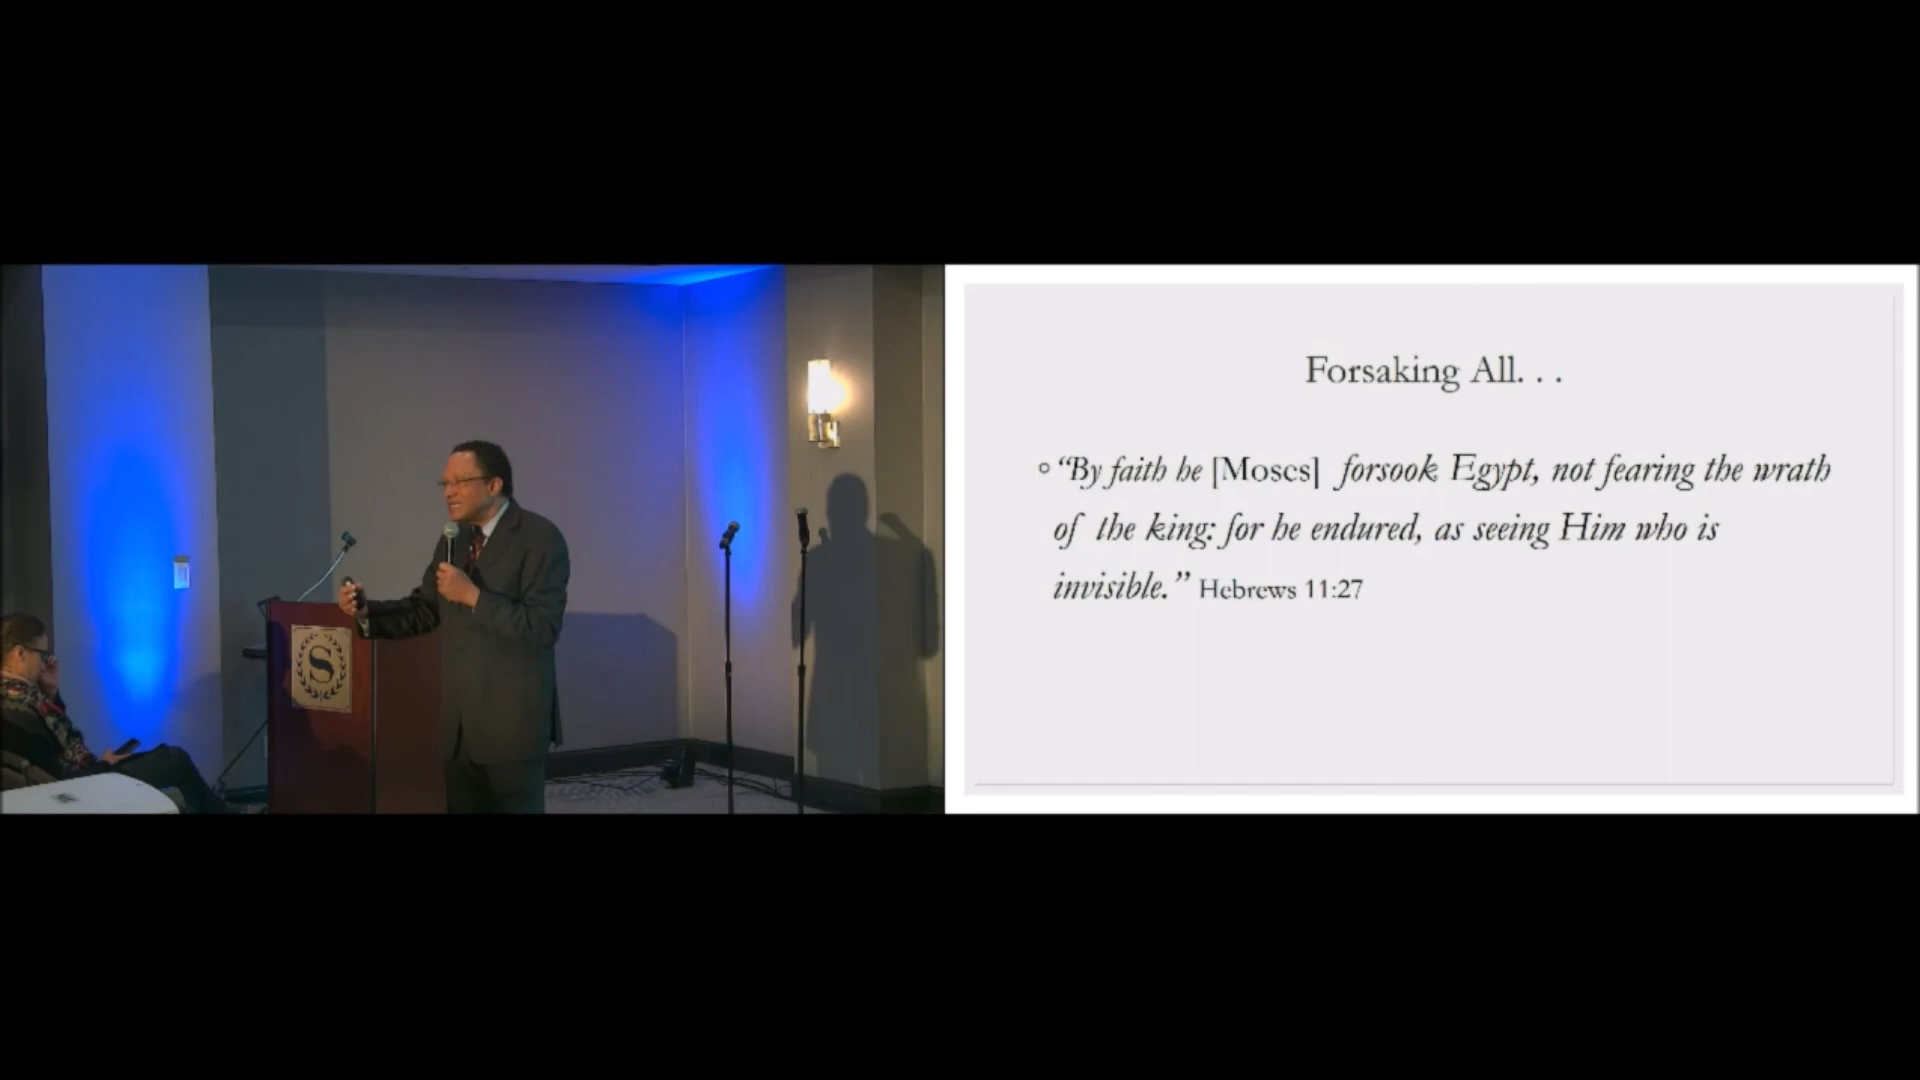 S
Forsaking All. . .
° “By faith he [Moses] forsook Egypt, not fearing the wrath
of the king: for he endured, as seeing Him who is
invisible.” Hebrews 11:27